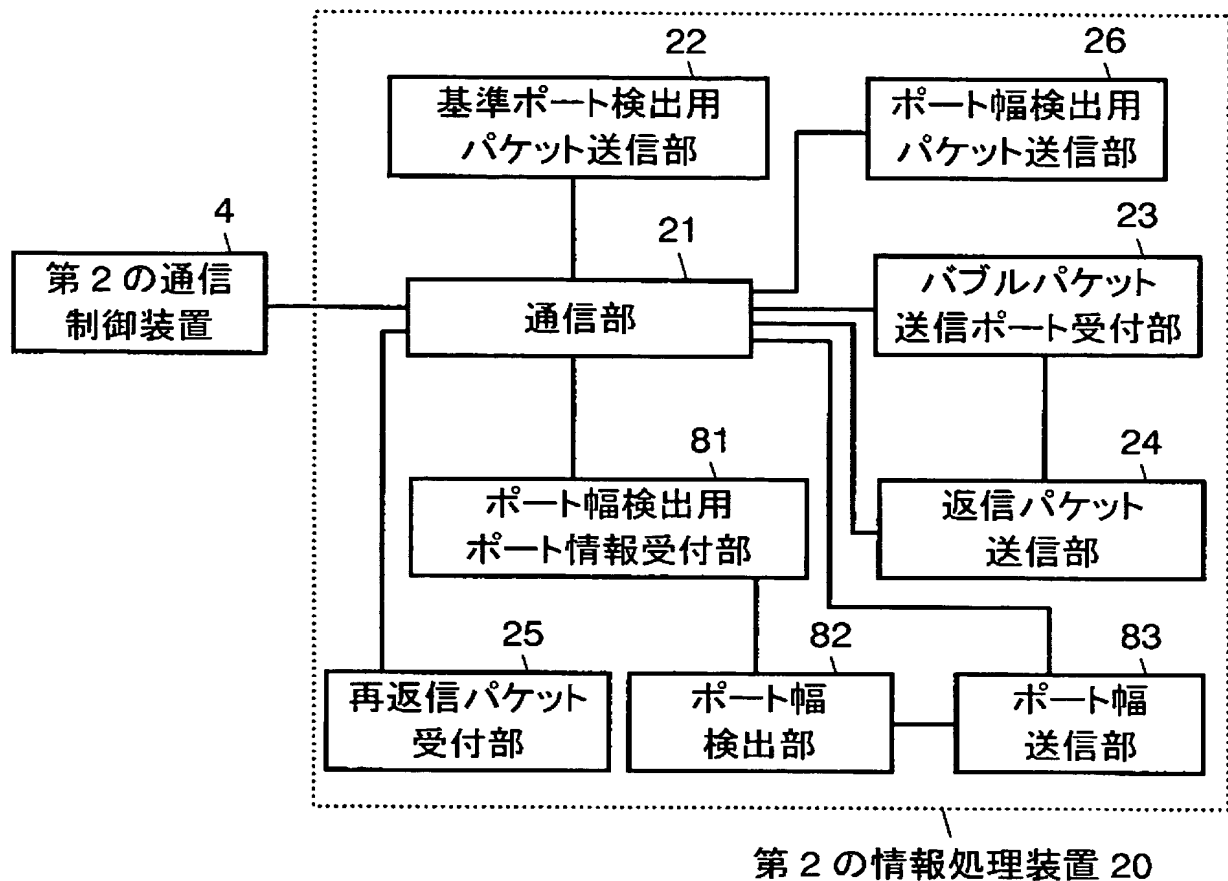 22
基準ポート検出用
パケット送信部
26
ポート幅検出用
パケット送信部
4
第2の通信
制御装置
21
通信部
23
バブルパケット
送信ポート受付部
81
ポート幅検出用
ポート情報受付部
24
返信パケット
送信部
25
再返信パケット
受付部
82
ポート幅
検出部
83
ポート幅
送信部
第2の情報処理装置20